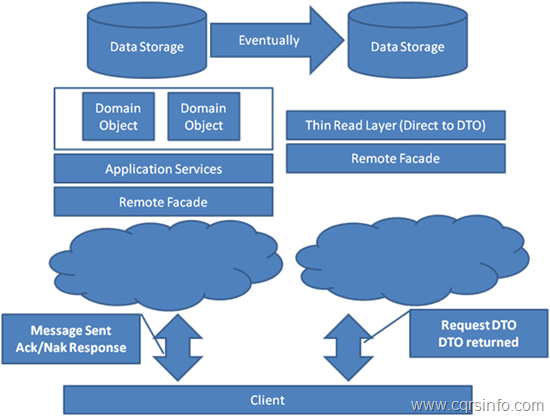 Data Storage
Eventually
Data Storage
Domain
Object
Domain
Object
Thin Read Layer (Direct to DTO)
Application Services
Remote Facade
Remote Facade
Message Sent
Ack/Nak Response
Request DTO
DTO returned
Client
www.cqrsinfo.com